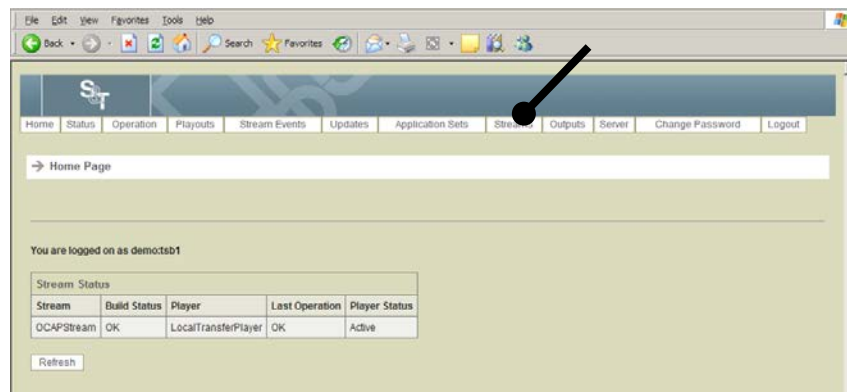 File Edit View Favorites Tools Help
Back Search Favorites
S&T
Home Status Operation Playouts Stream Events Updates Application Sets Streams Outputs Server Change Password Logout
→ Home Page
You are logged on as demo:tsb1
Stream Status
Stream Build Status Player Last Operation Player Status
OCAPStream OK LocalTransferPlayer OK Active
Refresh